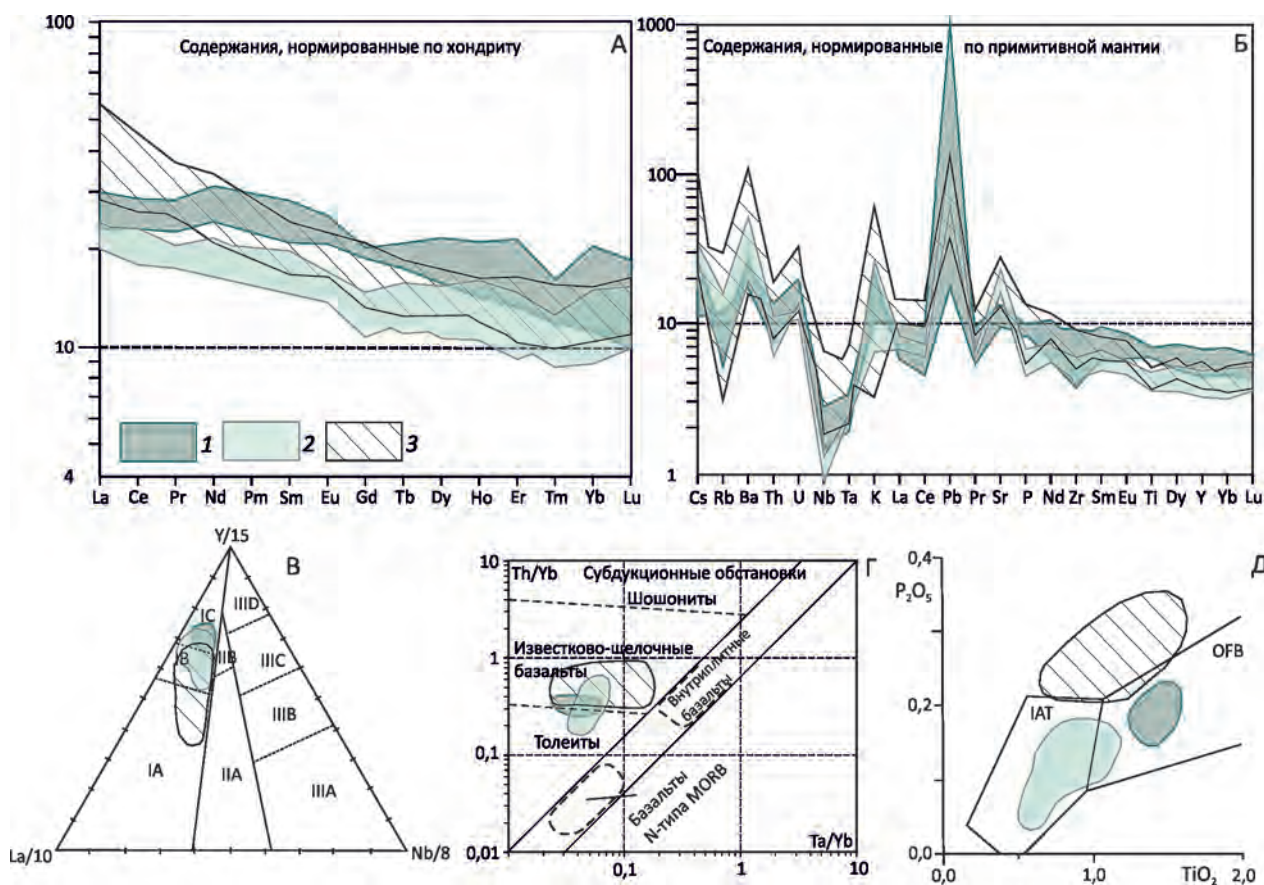 Содержания, нормированные по хондриту
А
100
10
4
1
2
3
La Ce Pr Nd Pm Sm Eu Gd Tb Dy Ho Er Tm Yb Lu
Содержания, нормированные по примитивной мантии
Б
1000
100
10
1
Cs Rb Ba Th U Nb Ta K La Ce Pb Pr Sr P Nd Zr Sm Eu Ti Dy Y Yb Lu
Y/15
В
IC
IIID
B
IIB
IIIC
IIIB
IA
IIA
IIIA
La/10
Nb/8
10
Th/Yb
Субдукционные обстановки
Г
Шошониты
1
Известково-щелочные
базальты
Внутриплитные
базальты
0,1
Толеиты
Базальты
N-типа MORB
0,01
Ta/Yb
0,1
1
10
0,4
Д
P₂O₅
OFB
0,2
IAT
0,0
0,0
1,0
TiO₂
2,0